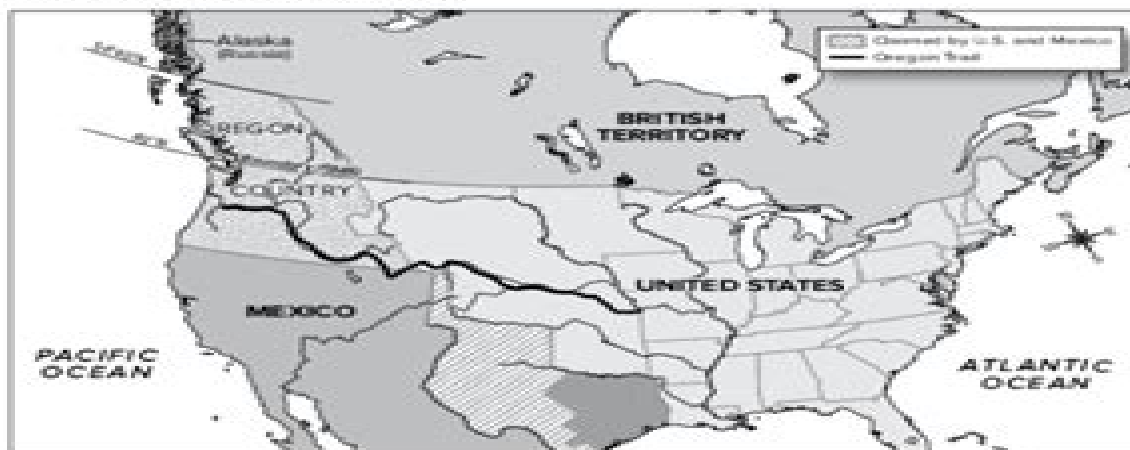 Alaska
(Russia)
Claimed by U.S. and Mexico
Oregon Trail
OREGON
COUNTRY
BRITISH
TERRITORY
UNITED STATES
MEXICO
PACIFIC
OCEAN
ATLANTIC
OCEAN